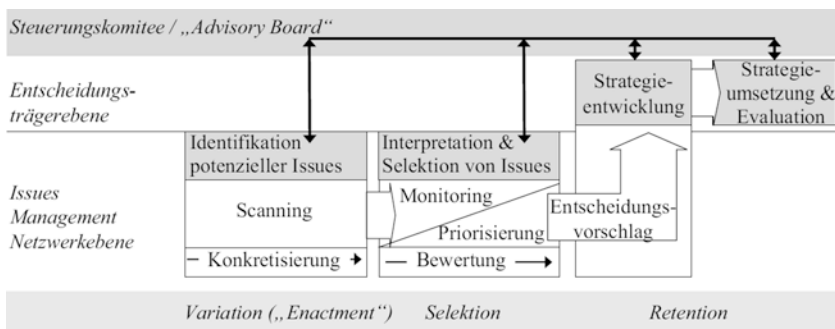 Steuerungskomitee / „Advisory Board“
Entscheidungs-
trägerebene
Strategie-
entwicklung
Strategie-
umsetzung &
Evaluation
Identifikation
potenzieller Issues
Interpretation &
Selektion von Issues
Issues
Management
Netzwerkebene
Scanning
Monitoring
Priorisierung
Entscheidungs-
vorschlag
Konkretisierung
Bewertung
Variation („Enactment“)
Selektion
Retention